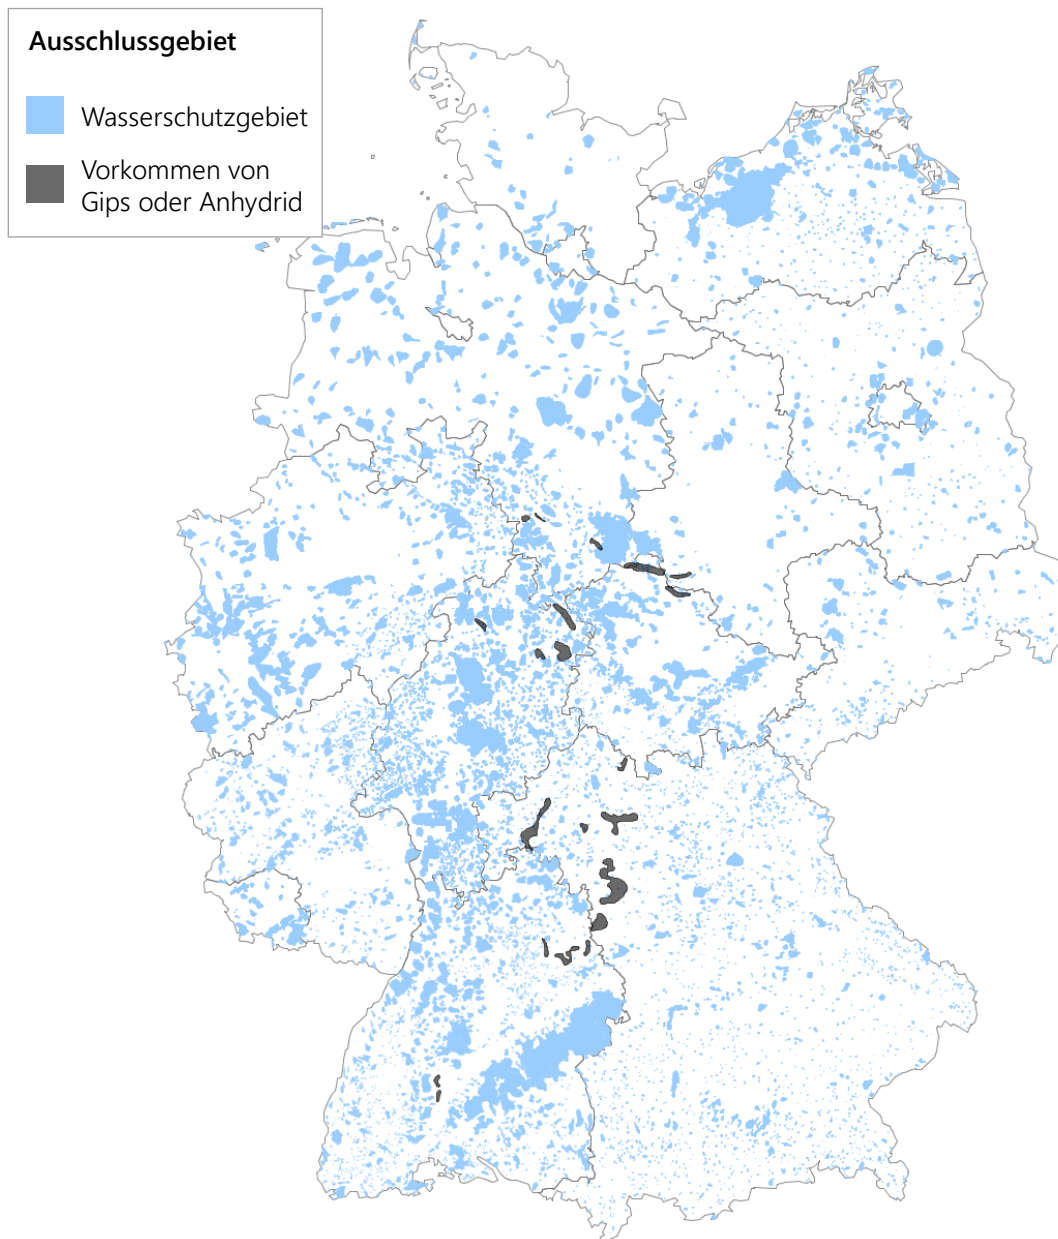 Ausschlussgebiet
Wasserschutzgebiet
Vorkommen von
Gips oder Anhydrid